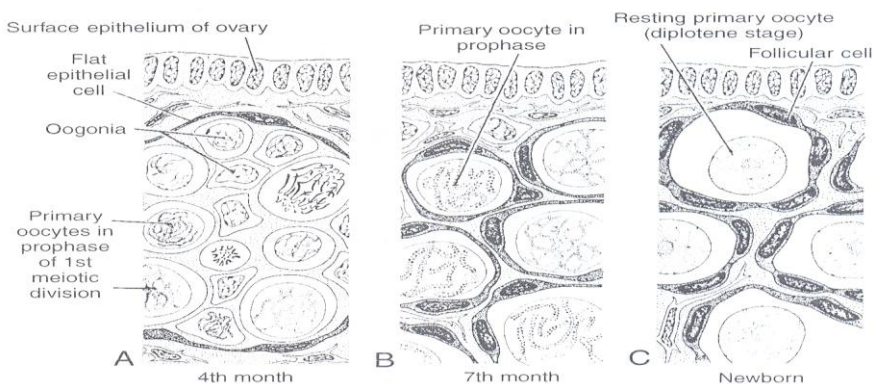 Surface epithelium of ovary
Flat
epithelial
cell
Oogonia
Primary
oocytes in
prophase
of 1st
meiotic
division
A
4th month
Primary oocyte in
prophase
B
7th month
Resting primary oocyte
(diplotene stage)
Follicular cell
C
Newborn